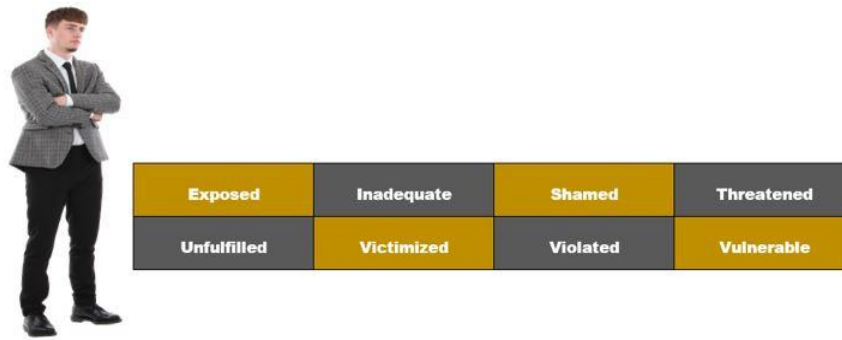 Exposed Inadequate Shamed Threatened
Unfulfilled Victimized Violated Vulnerable